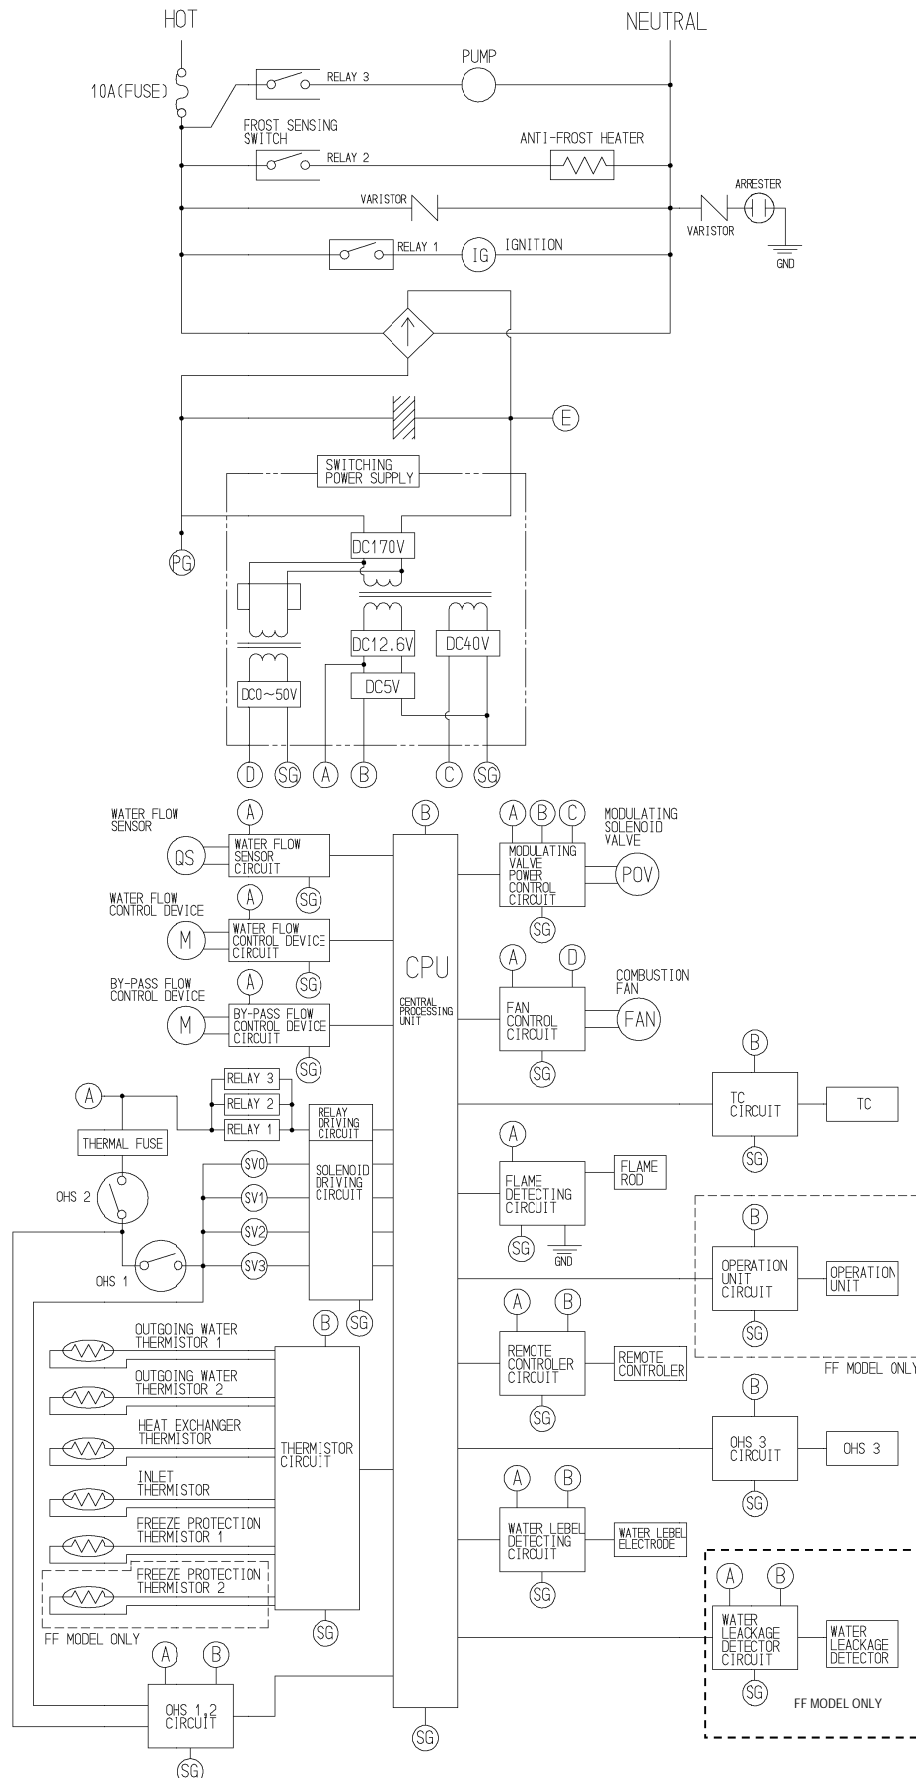 HOT
NEUTRAL
10A(FUSE)
RELAY 3
PUMP
FROST SENSING
SWITCH
RELAY 2
ANTI-FROST HEATER
VARISTOR
VARISTOR
ARRESTER
GND
RELAY 1
IG
IGNITION
E
SWITCHING
POWER SUPPLY
PG
DC170V
DC12.6V
DC40V
DC0~50V
DC5V
D
SG
A
B
C
SG
WATER FLOW
SENSOR
QS
A
WATER FLOW
SENSOR
CIRCUIT
SG
WATER FLOW
CONTROL DEVICE
M
A
WATER FLOW
CONTROL DEVICE
CIRCUIT
SG
BY-PASS FLOW
CONTROL DEVICE
M
A
BY-PASS FLOW
CONTROL DEVICE
CIRCUIT
SG
B
CPU
CENTRAL
PROCESSING
UNIT
SG
A
B
C
MODULATING
VALVE
POWER
CONTROL
CIRCUIT
SG
MODULATING
SOLENOID
VALVE
POV
A
D
FAN
CONTROL
CIRCUIT
SG
COMBUSTION
FAN
FAN
B
TC
CIRCUIT
SG
TC
A
THERMAL FUSE
OHS 2
OHS 1
RELAY 3
RELAY 2
RELAY 1
RELAY
DRIVING
CIRCUIT
SV0
SV1
SV2
SV3
SOLENOID
DRIVING
CIRCUIT
SG
A
FLAME
DETECTING
CIRCUIT
SG
GND
FLAME
ROD
B
OPERATION
UNIT
CIRCUIT
SG
OPERATION
UNIT
FF MODEL ONLY
A
B
REMOTE
CONTROLER
CIRCUIT
SG
REMOTE
CONTROLER
B
OHS 3
CIRCUIT
SG
OHS 3
OUTGOING WATER
THERMISTOR 1
OUTGOING WATER
THERMISTOR 2
HEAT EXCHANGER
THERMISTOR
INLET
THERMISTOR
FREEZE PROTECTION
THERMISTOR 1
FREEZE PROTECTION
THERMISTOR 2
FF MODEL ONLY
B
THERMISTOR
CIRCUIT
SG
A
B
WATER LEBEL
DETECTING
CIRCUIT
SG
WATER LEBEL
ELECTRODE
A
B
WATER
LEACKAGE
DETECTOR
CIRCUIT
SG
WATER
LEACKAGE
DETECTOR
FF MODEL ONLY
A
B
OHS 1,2
CIRCUIT
SG